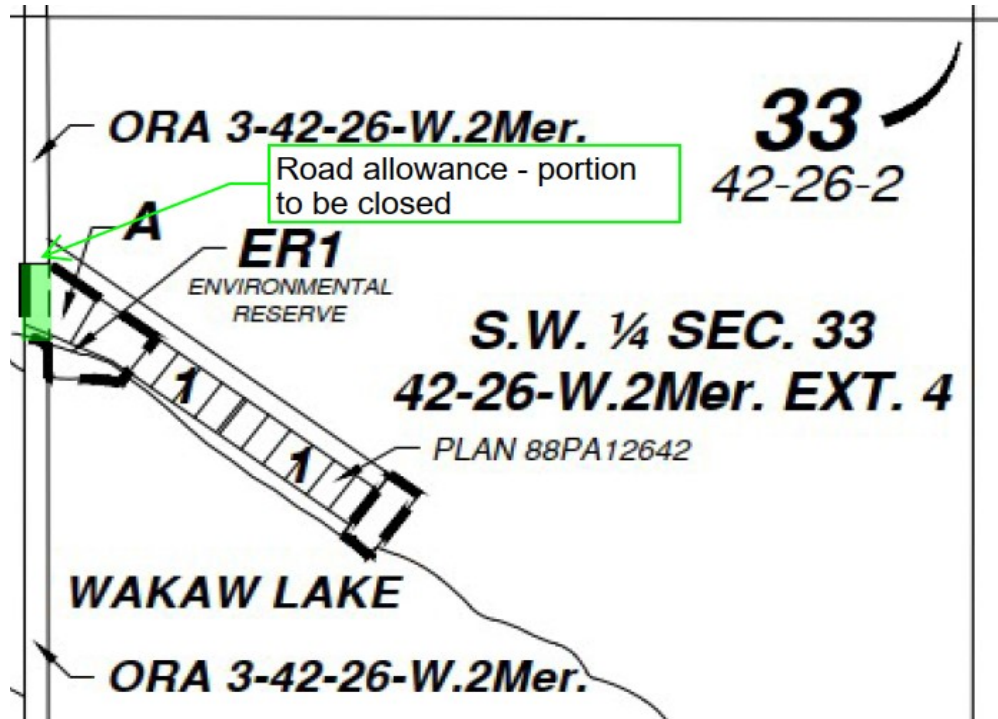 ORA 3-42-26-W.2Mer.
33
42-26-2
Road allowance - portion
to be closed
A
ER1
ENVIRONMENTAL
RESERVE
S.W. ¼ SEC. 33
42-26-W.2Mer. EXT. 4
1
1
PLAN 88PA12642
WAKAW LAKE
ORA 3-42-26-W.2Mer.